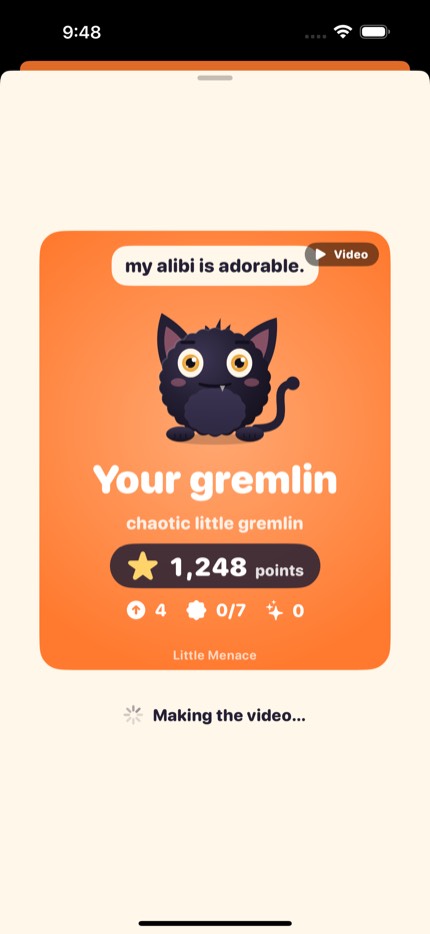 9:48
my alibi is adorable.
Video
Your gremlin
chaotic little gremlin
1,248 points
4 0/7 0
Little Menace
Making the video...